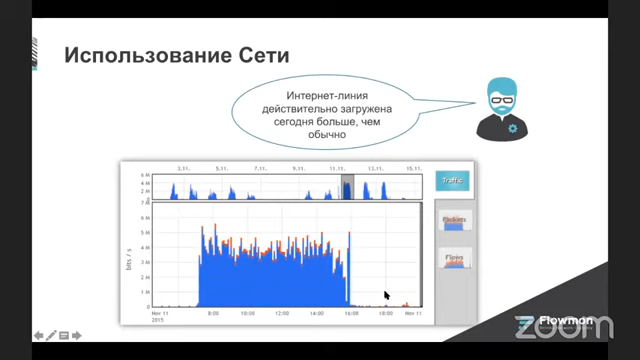 Использование Сети
Интернет-линия
действительно загружена
сегодня больше, чем
обычно
3.11. 5.11. 7.11. 9.11. 11.11. 13.11. 15.11.
6 M
4 M
2 M
0
Traffic
7 M
6 M
5 M
4 M
3 M
2 M
1 M
0
bits / s
Packets
Flows
Nov 11 8:00 10:00 12:00 14:00 16:00 18:00 Nov 11
2015
Flowmon
zoom